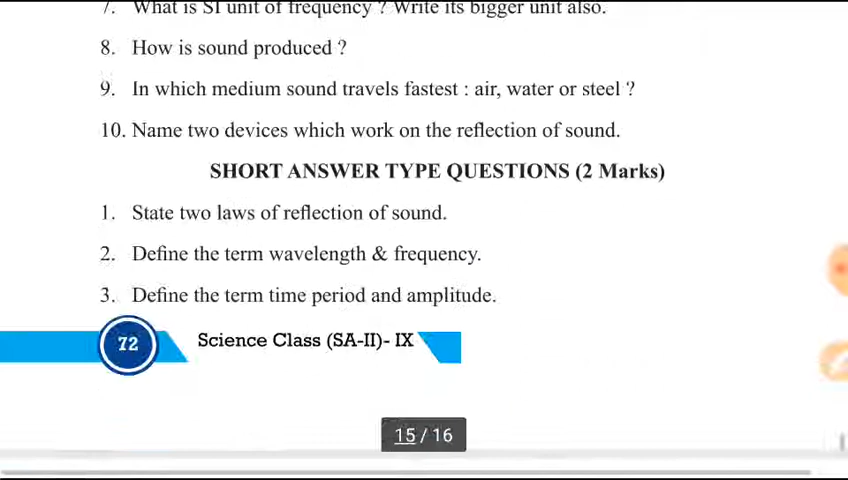 7. What is SI unit of frequency ? Write its bigger unit also.
8. How is sound produced ?
9. In which medium sound travels fastest : air, water or steel ?
10. Name two devices which work on the reflection of sound.
SHORT ANSWER TYPE QUESTIONS (2 Marks)
1. State two laws of reflection of sound.
2. Define the term wavelength & frequency.
3. Define the term time period and amplitude.
72 Science Class (SA-II)- IX
15 / 16